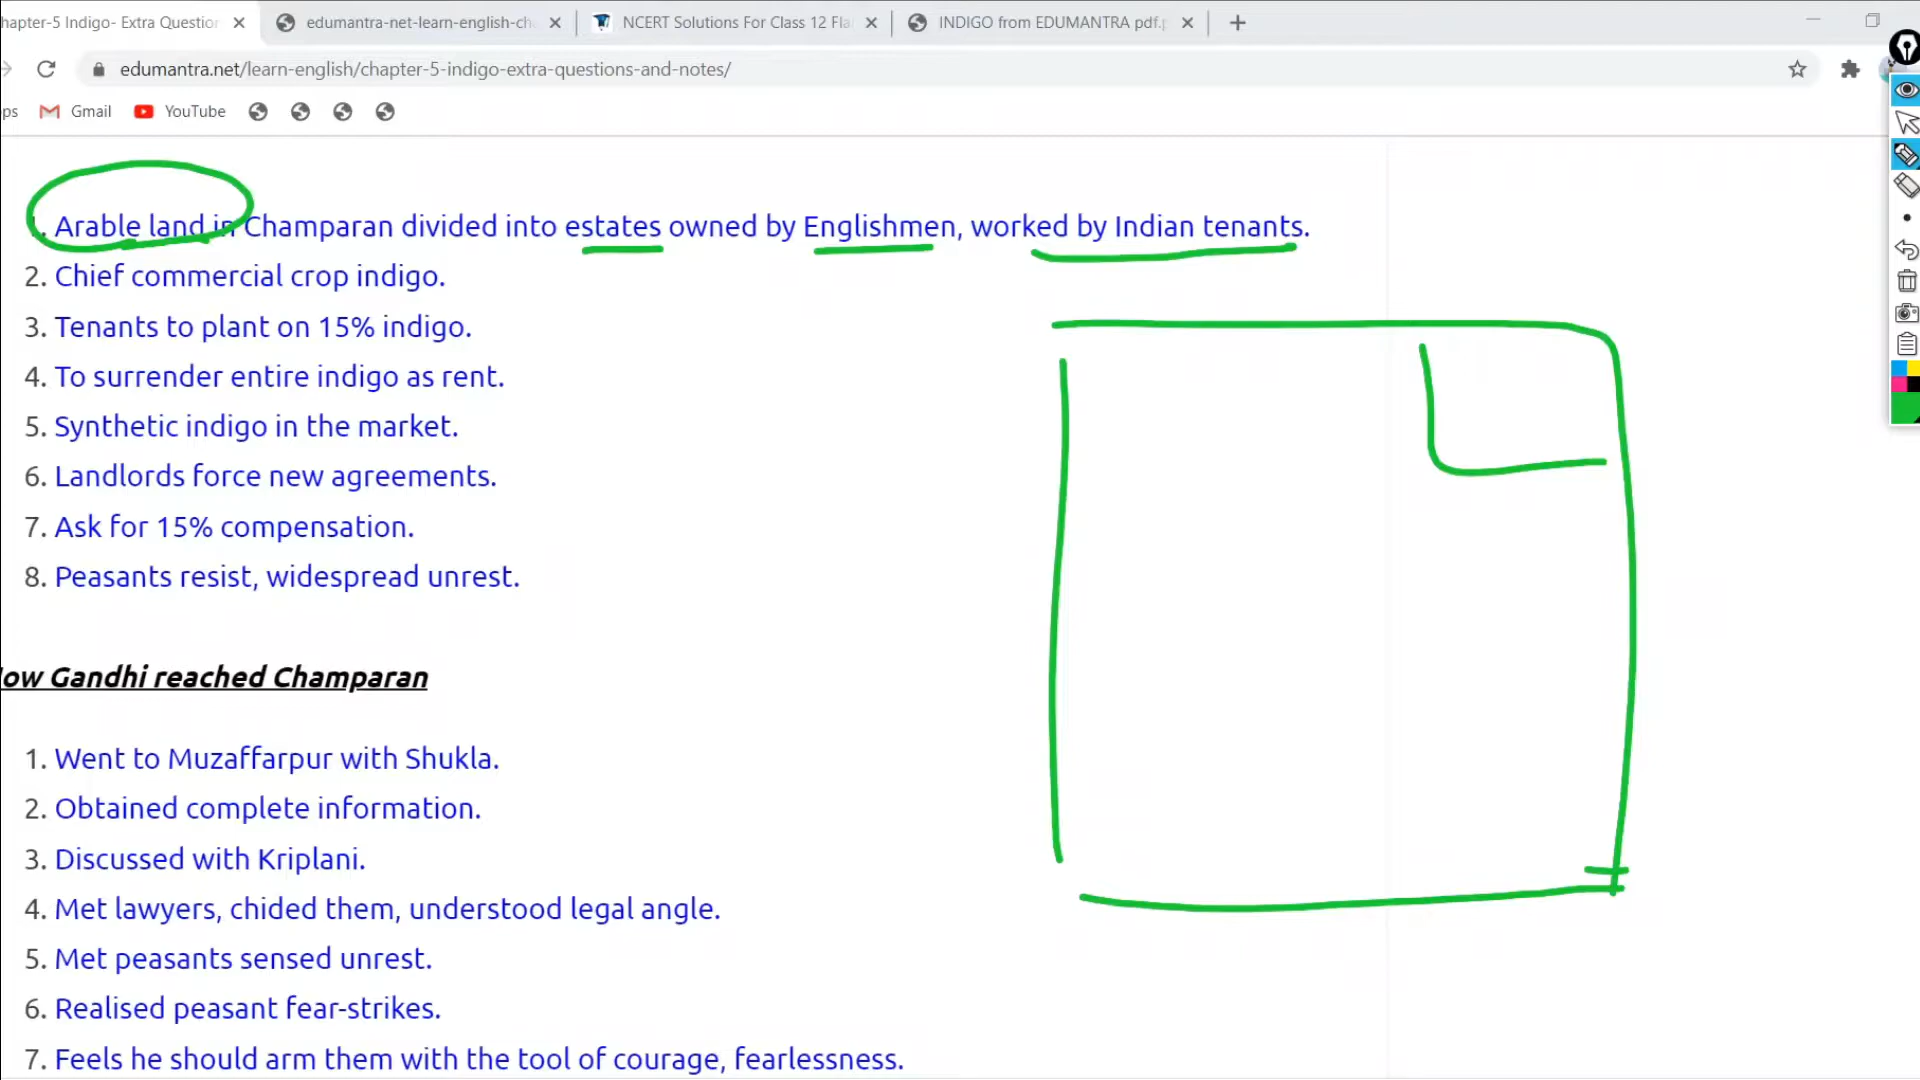 hapter-5 Indigo- Extra Question
edumantra-net-learn-english-ch
NCERT Solutions For Class 12 Fla
INDIGO from EDUMANTRA pdf.p
edumantra.net/learn-english/chapter-5-indigo-extra-questions-and-notes/
ps Gmail YouTube
1. Arable land in Champaran divided into estates owned by Englishmen, worked by Indian tenants.
2. Chief commercial crop indigo.
3. Tenants to plant on 15% indigo.
4. To surrender entire indigo as rent.
5. Synthetic indigo in the market.
6. Landlords force new agreements.
7. Ask for 15% compensation.
8. Peasants resist, widespread unrest.
ow Gandhi reached Champaran
1. Went to Muzaffarpur with Shukla.
2. Obtained complete information.
3. Discussed with Kriplani.
4. Met lawyers, chided them, understood legal angle.
5. Met peasants sensed unrest.
6. Realised peasant fear-strikes.
7. Feels he should arm them with the tool of courage, fearlessness.